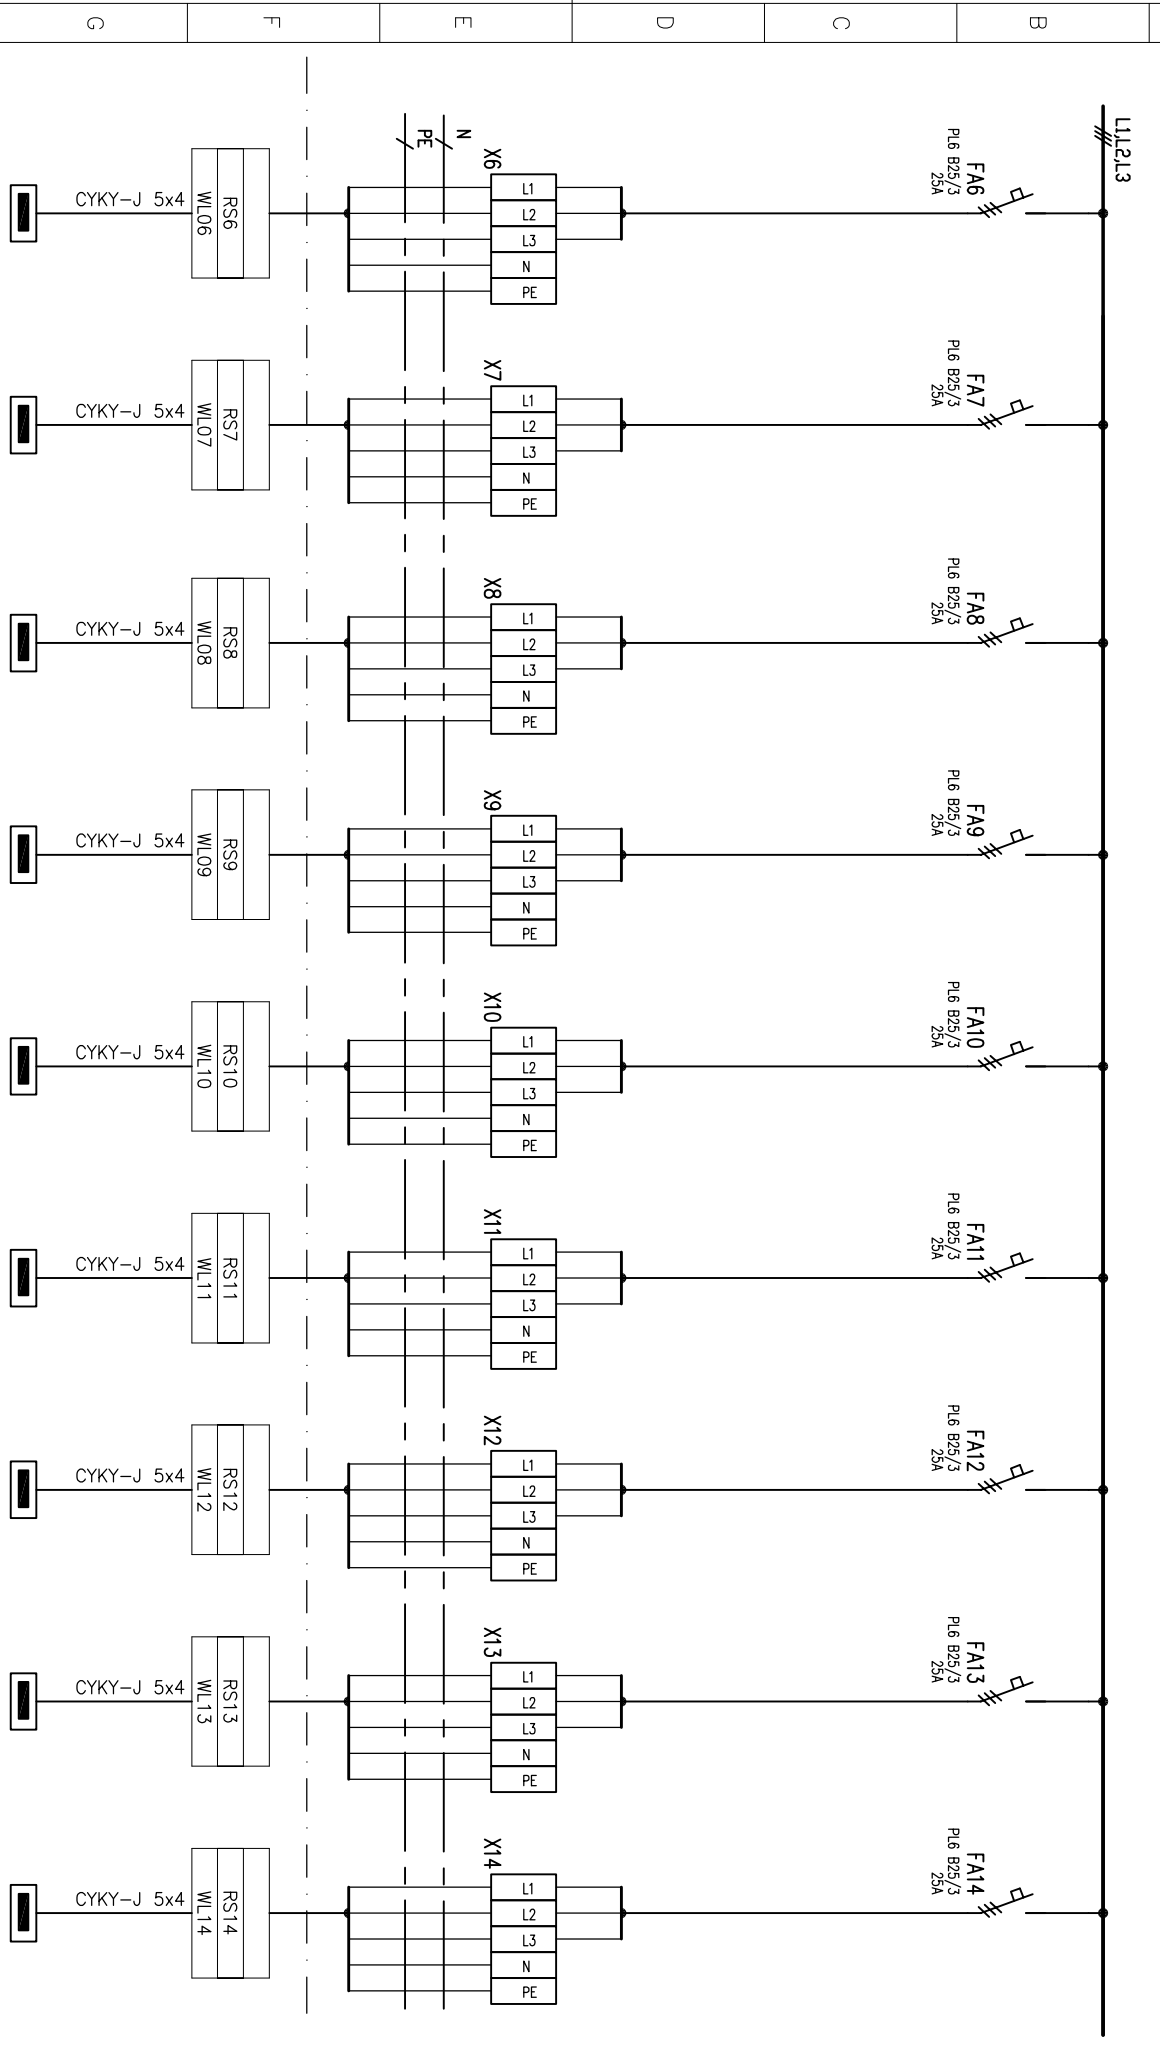 G
F
E
D
C
B
L1,L2,L3
FA6
PL6 B25/3
25A
FA7
PL6 B25/3
25A
FA8
PL6 B25/3
25A
FA9
PL6 B25/3
25A
FA10
PL6 B25/3
25A
FA11
PL6 B25/3
25A
FA12
PL6 B25/3
25A
FA13
PL6 B25/3
25A
FA14
PL6 B25/3
25A
N
PE
X6
L1
L2
L3
N
PE
X7
L1
L2
L3
N
PE
X8
L1
L2
L3
N
PE
X9
L1
L2
L3
N
PE
X10
L1
L2
L3
N
PE
X11
L1
L2
L3
N
PE
X12
L1
L2
L3
N
PE
X13
L1
L2
L3
N
PE
X14
L1
L2
L3
N
PE
RS6
WL06
CYKY-J 5x4
RS7
WL07
CYKY-J 5x4
RS8
WL08
CYKY-J 5x4
RS9
WL09
CYKY-J 5x4
RS10
WL10
CYKY-J 5x4
RS11
WL11
CYKY-J 5x4
RS12
WL12
CYKY-J 5x4
RS13
WL13
CYKY-J 5x4
RS14
WL14
CYKY-J 5x4